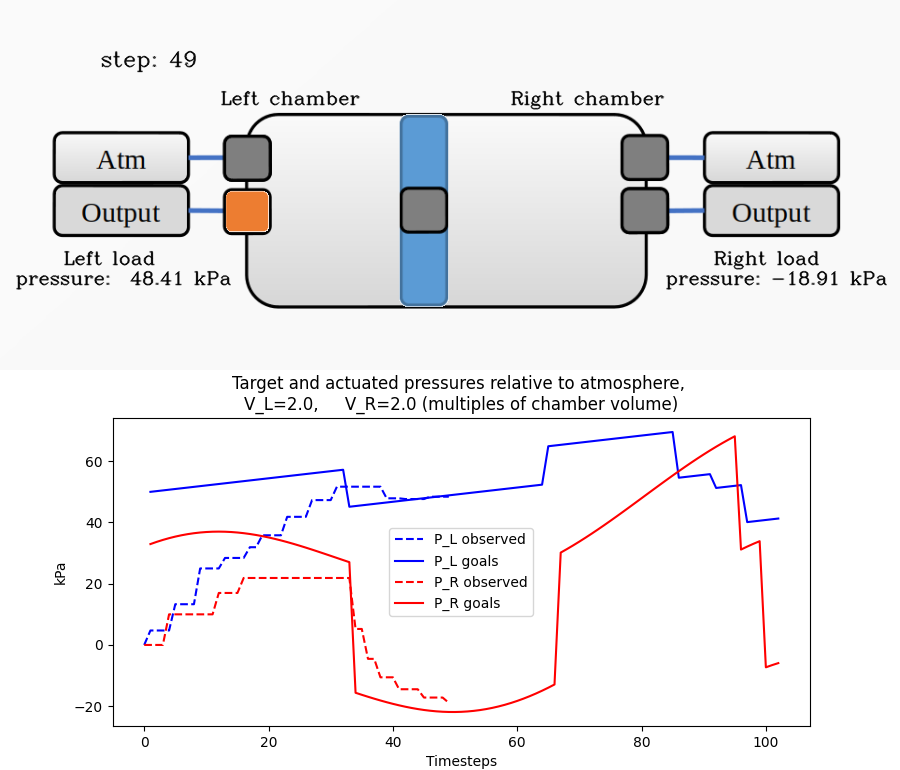 step: 49
Left chamber
Right chamber
Atm
Atm
Output
Output
Left load
pressure: 48.41 kPa
Right load
pressure: −18.91 kPa
Target and actuated pressures relative to atmosphere,
V_L=2.0, V_R=2.0 (multiples of chamber volume)
60
40
20
0
−20
kPa
P_L observed
P_L goals
P_R observed
P_R goals
0
20
40
60
80
100
Timesteps